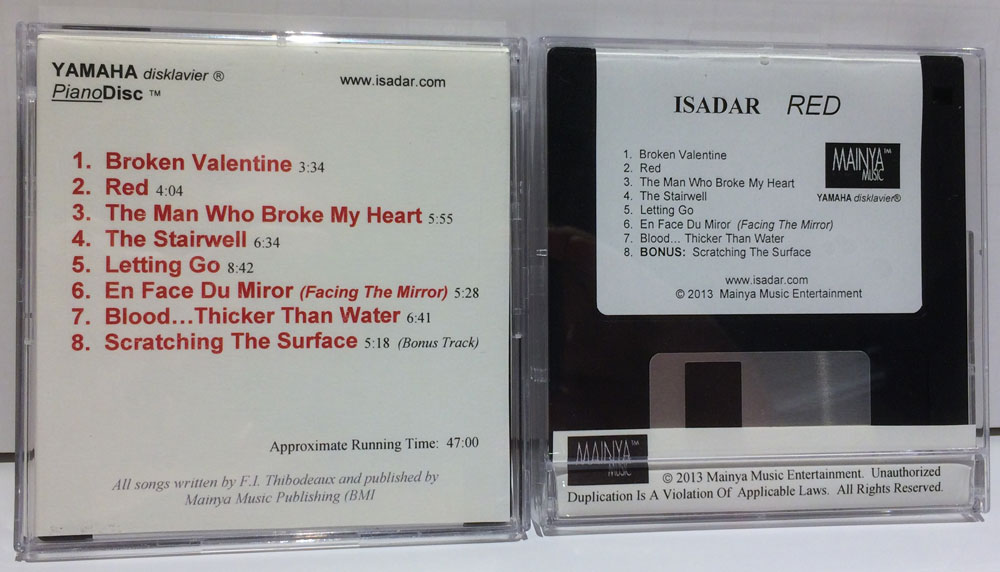 YAMAHA disklavier ®
PianoDisc ™
www.isadar.com
1. Broken Valentine 3:34
2. Red 4:04
3. The Man Who Broke My Heart 5:55
4. The Stairwell 6:34
5. Letting Go 8:42
6. En Face Du Miror (Facing The Mirror) 5:28
7. Blood...Thicker Than Water 6:41
8. Scratching The Surface 5:18 (Bonus Track)
Approximate Running Time: 47:00
All songs written by F.I. Thibodeaux and published by
Mainya Music Publishing (BMI
ISADAR RED
1. Broken Valentine
2. Red
3. The Man Who Broke My Heart
4. The Stairwell
5. Letting Go
6. En Face Du Miror (Facing The Mirror)
7. Blood... Thicker Than Water
8. BONUS: Scratching The Surface
MAINYA™
MUSIC
YAMAHA disklavier®
www.isadar.com
© 2013 Mainya Music Entertainment
MAINYA™
MUSIC
© 2013 Mainya Music Entertainment. Unauthorized
Duplication Is A Violation Of Applicable Laws. All Rights Reserved.